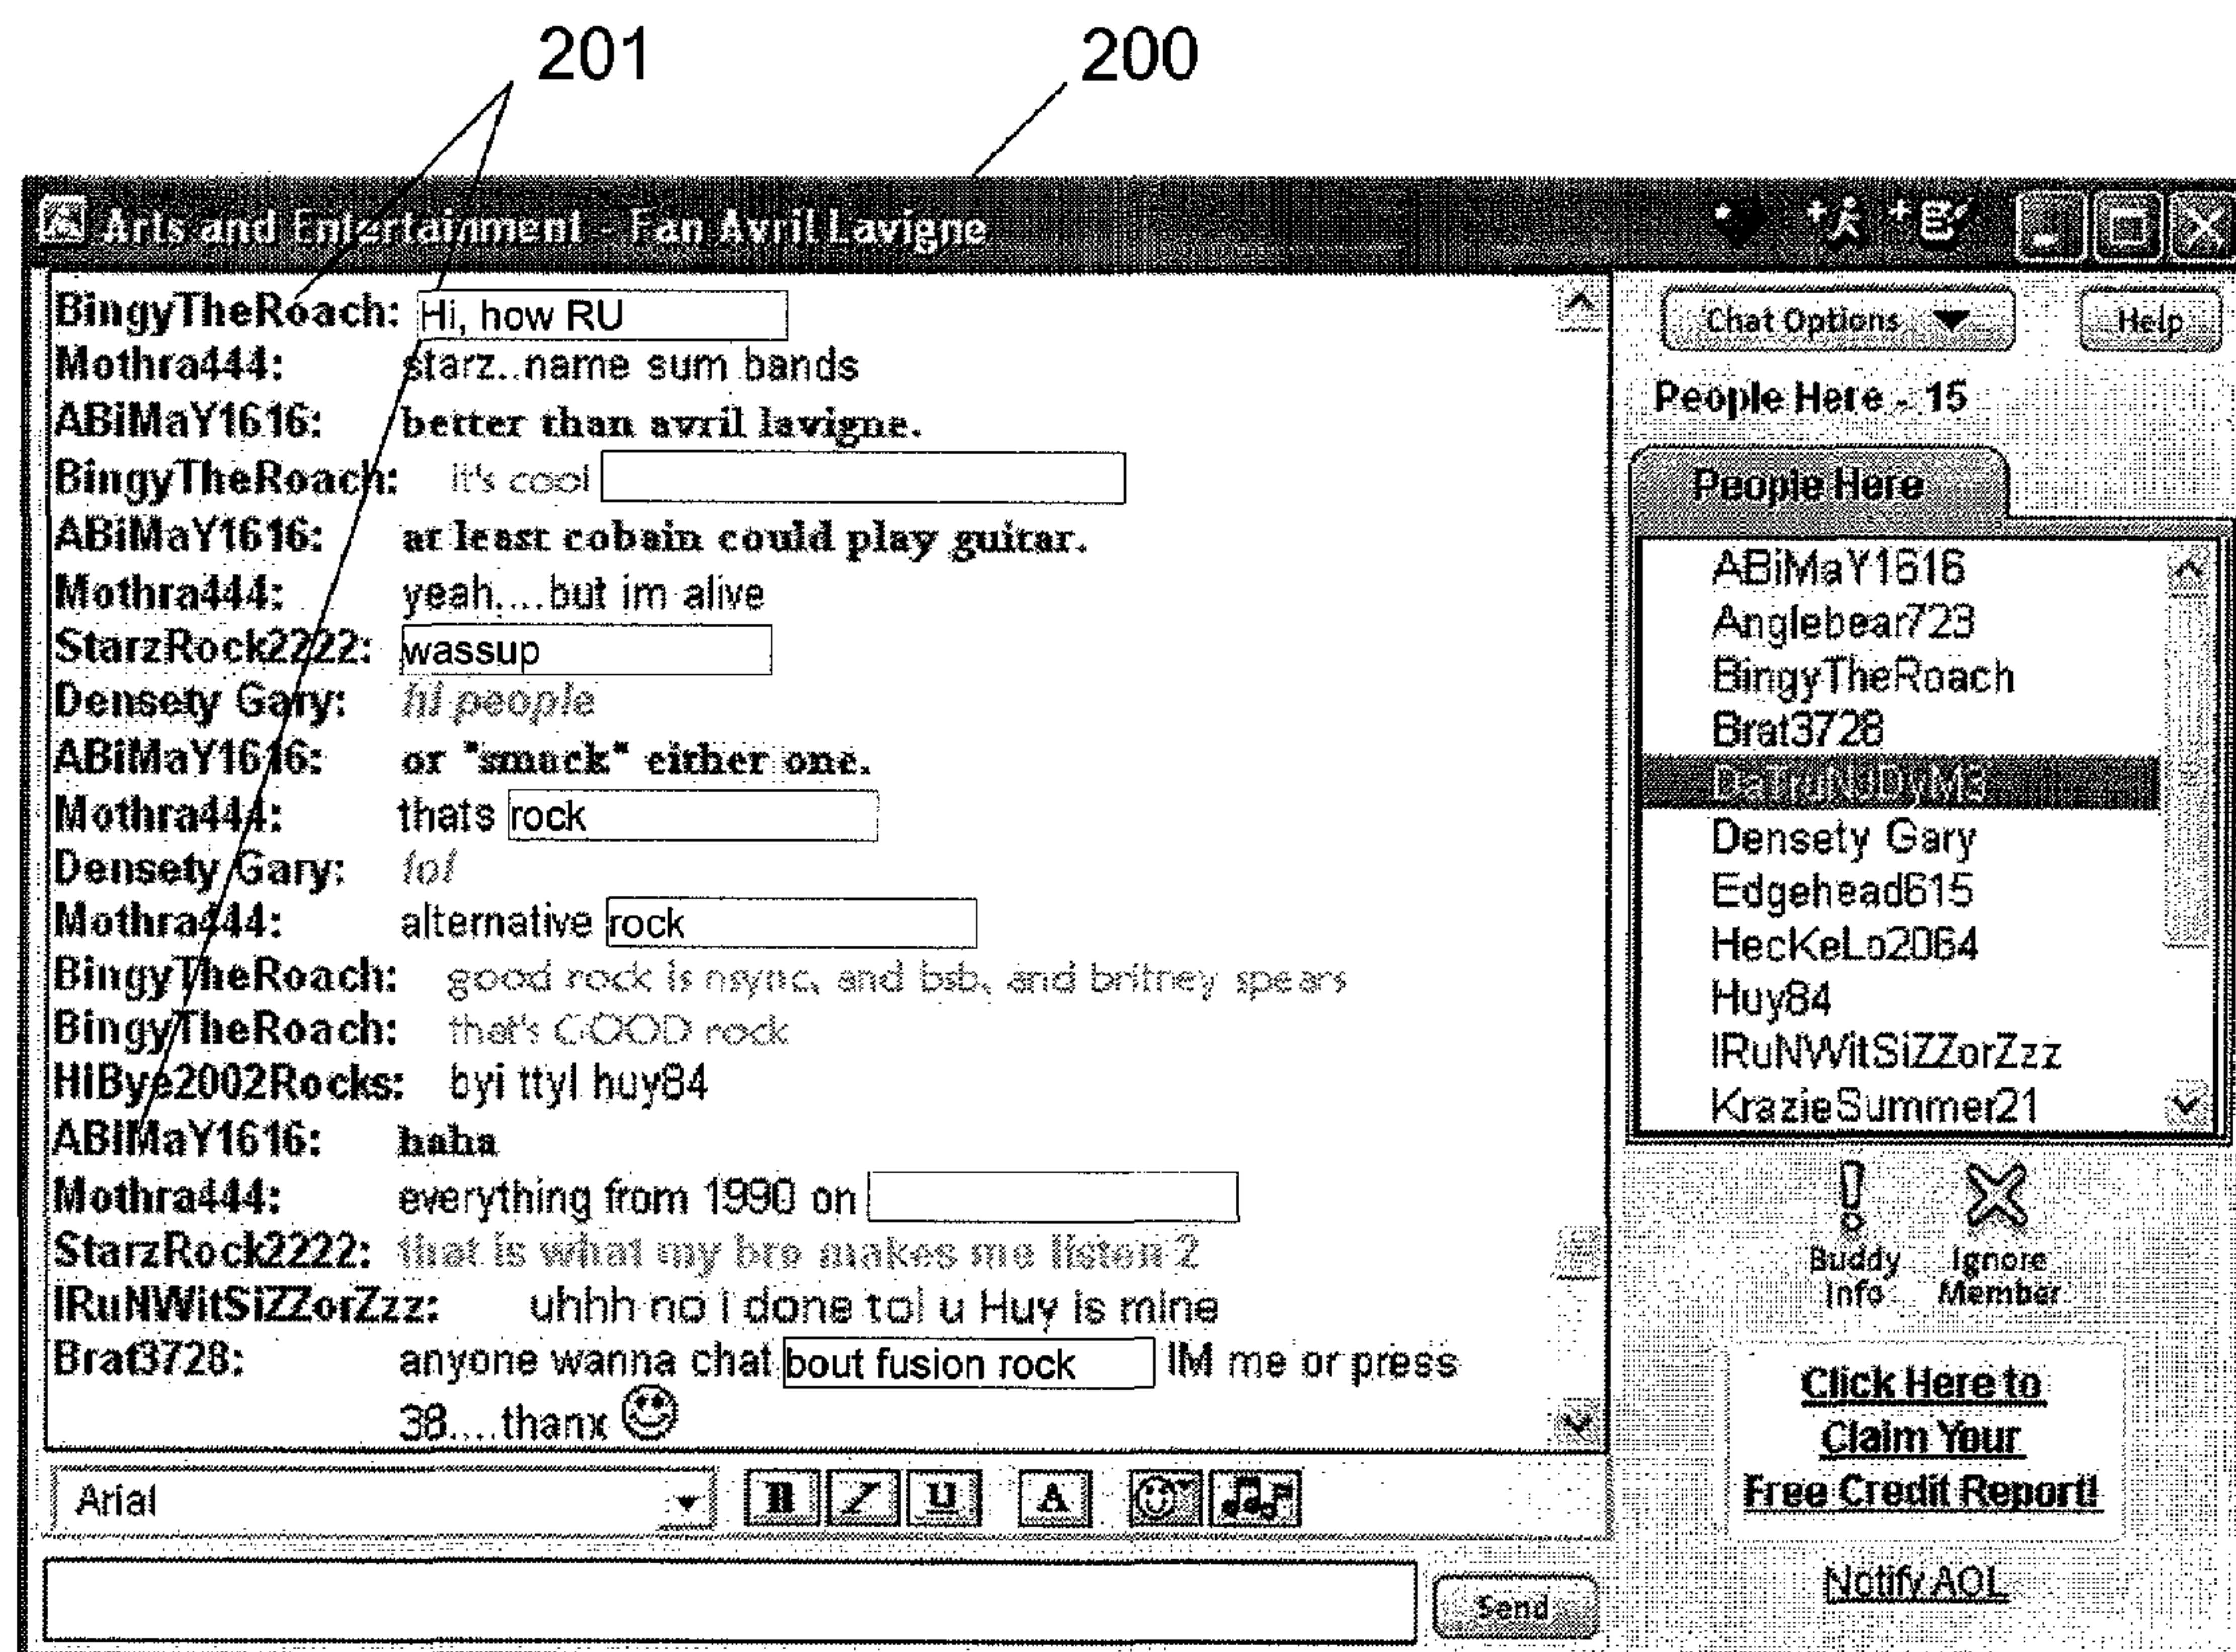 201
200
Arts and Entertainment - Fan Avril Lavigne
BingyTheRoach: Hi, how RU
Mothra444: starz..name sum bands
ABiMaY1616: better than avril lavigne.
BingyTheRoach: it's cool
ABiMaY1616: at least cobain could play guitar.
Mothra444: yeah....but im alive
StarzRock2222: wassup
Densety Gary: hi people
ABiMaY1616: or "smack" either one.
Mothra444: thats rock
Densety Gary: lol
Mothra444: alternative rock
BingyTheRoach: good rock is nsync, and bsb, and britney spears
BingyTheRoach: that's GOOD rock
HiBye2002Rocks: byi ttyl huy84
ABiMaY1616: haha
Mothra444: everything from 1990 on
StarzRock2222: that is what my bro makes me listen 2
IRuNWitSiZZorZzz: uhhh no i done tol u Huy is mine
Brat3728: anyone wanna chat bout fusion rock IM me or press
38....thanx
Arial
B I U A
Send
Chat Options
Help
People Here - 15
People Here
ABiMaY1616
Anglebear723
BingyTheRoach
Brat3728
Densety Gary
Edgehead615
HecKeLo2064
Huy84
IRuNWitSiZZorZzz
KrazieSummer21
Buddy Info
Ignore Member
Click Here to
Claim Your
Free Credit Report!
Notify AOL